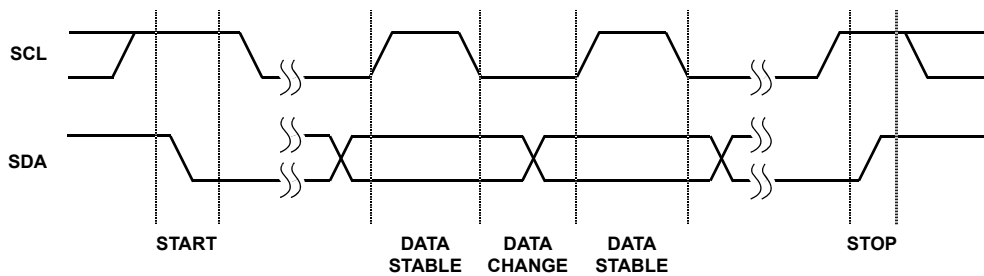 SCL
SDA
START
DATA
STABLE
DATA
CHANGE
DATA
STABLE
STOP